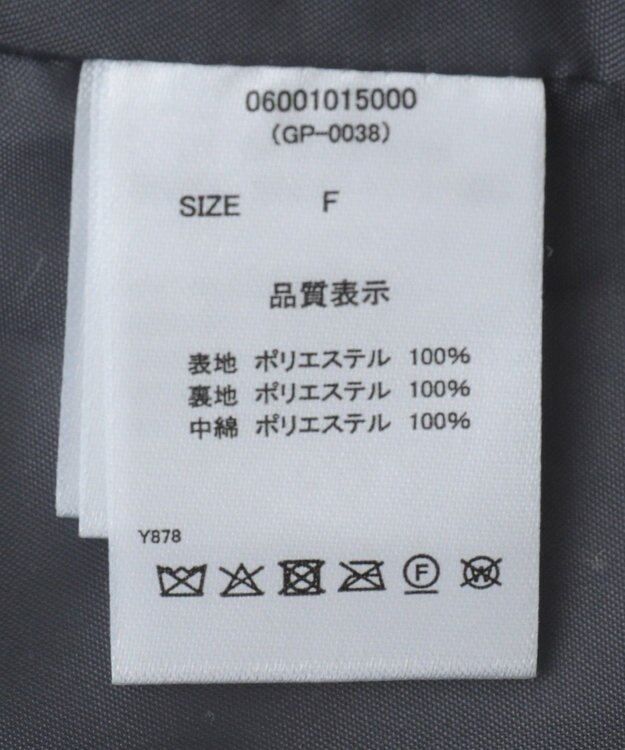 06001015000
(GP-0038)
SIZE F
品質表示
表地 ポリエステル 100%
裏地 ポリエステル 100%
中綿 ポリエステル 100%
Y878
F W